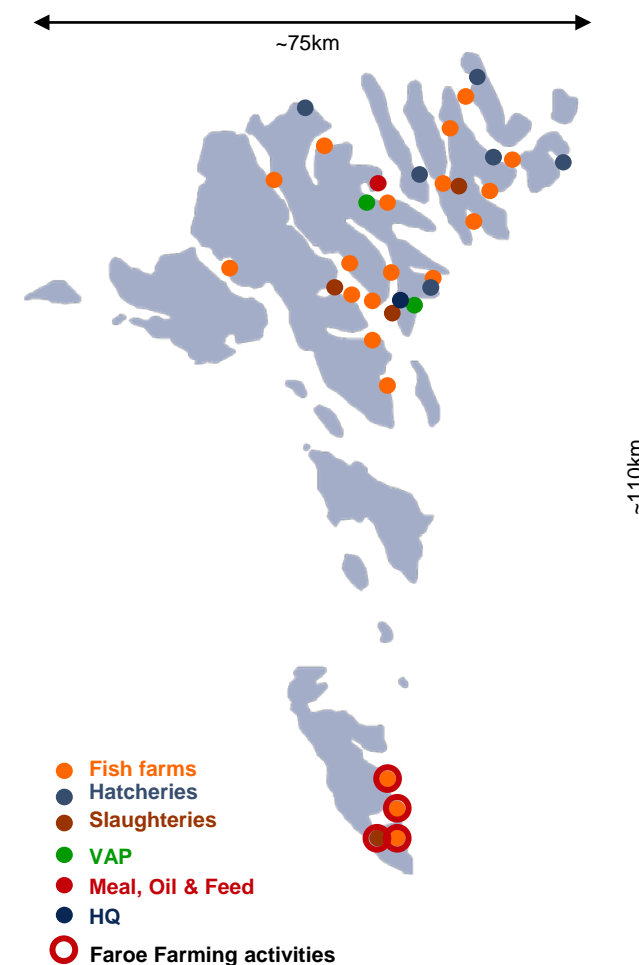 ~75km
~110km
Fish farms
Hatcheries
Slaughteries
VAP
Meal, Oil & Feed
HQ
Faroe Farming activities